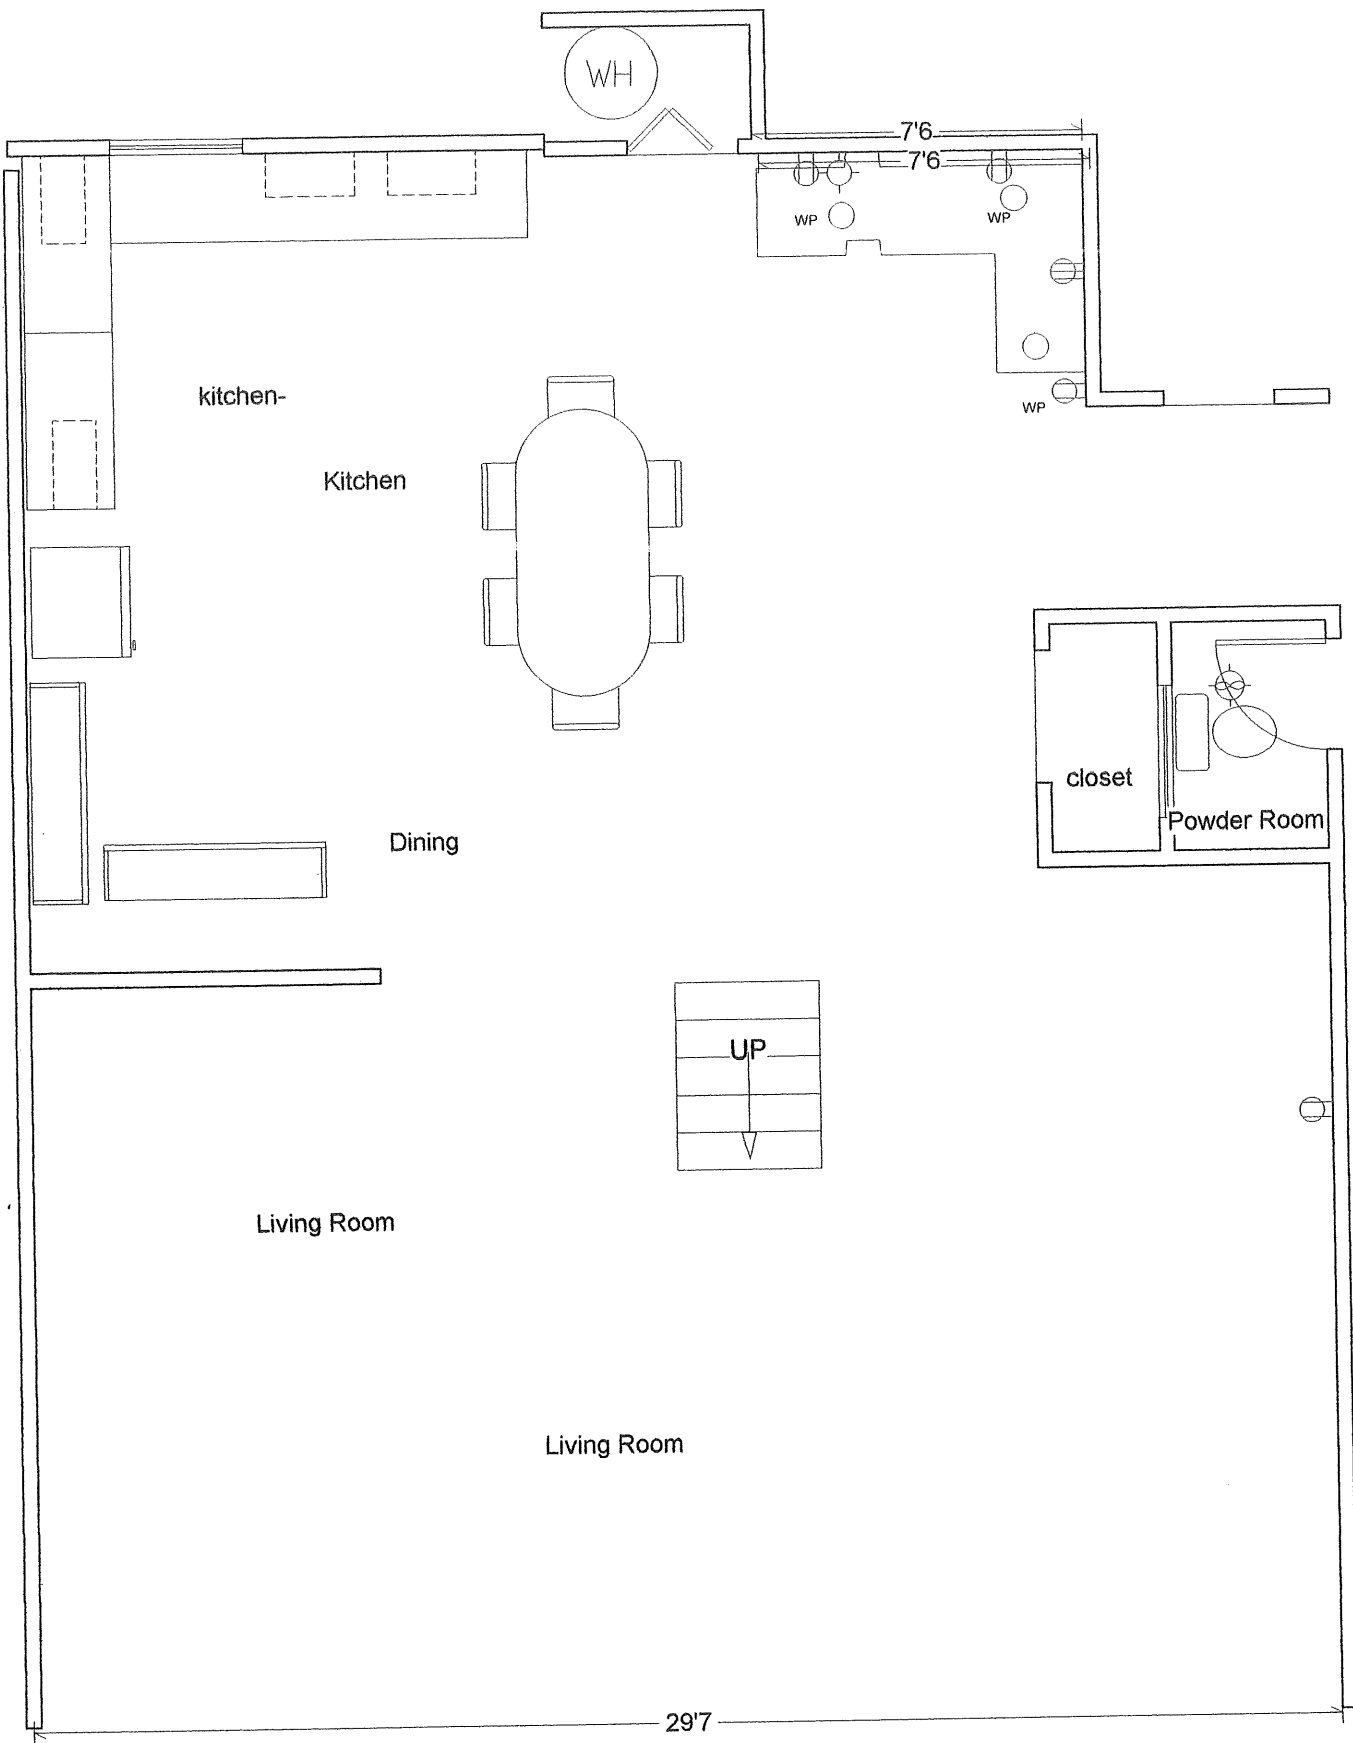 WH
7'6
7'6
WP
WP
kitchen-
WP
Kitchen
closet
Powder Room
Dining
UP
Living Room
Living Room
29'7